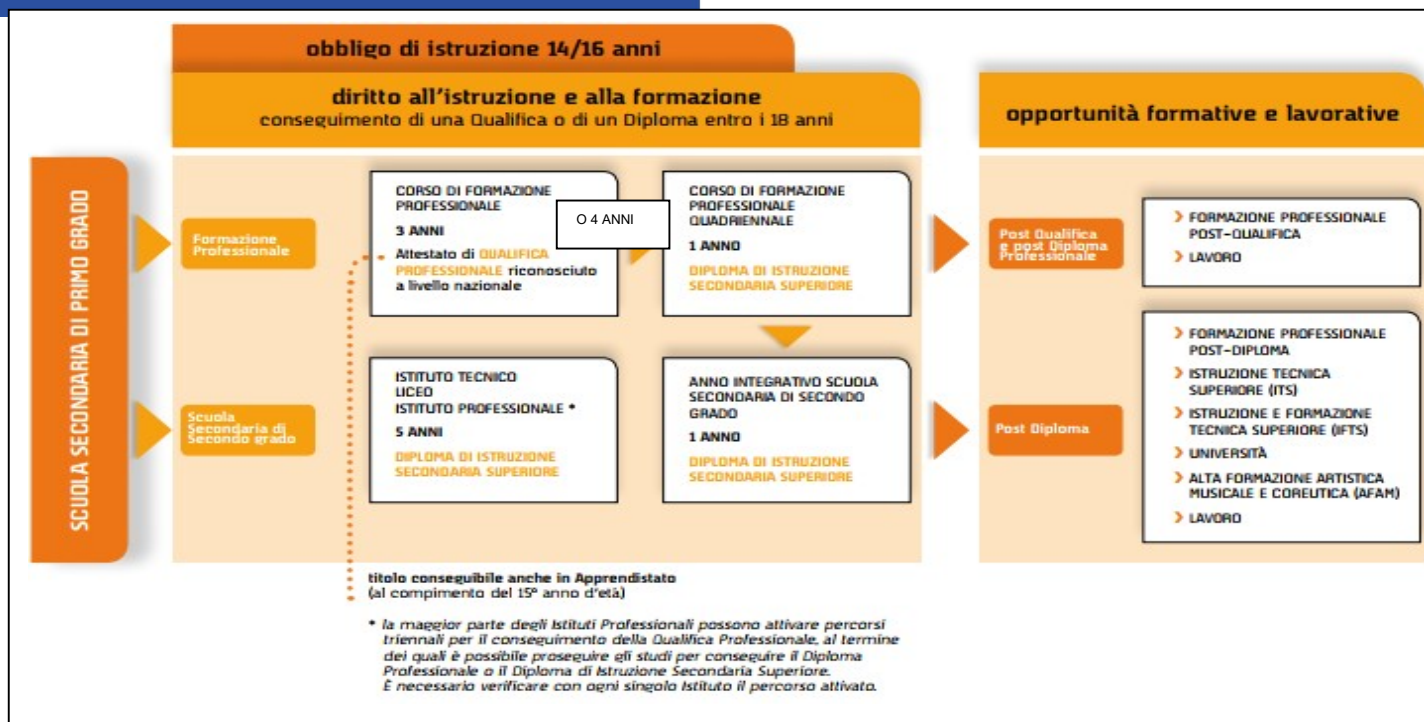 obbligo di istruzione 14/16 anni
diritto all'istruzione e alla formazione
conseguimento di una Qualifica o di un Diploma entro i 18 anni
opportunità formative e lavorative
SCUOLA SECONDARIA DI PRIMO GRADO
Formazione
Professionale
CORSO DI FORMAZIONE
PROFESSIONALE
3 ANNI
Attestato di QUALIFICA
PROFESSIONALE riconosciuto
a livello nazionale
O 4 ANNI
CORSO DI FORMAZIONE
PROFESSIONALE
QUADRIENNALE
1 ANNO
DIPLOMA DI ISTRUZIONE
SECONDARIA SUPERIORE
Post Qualifica
e post Diploma
Professionale
FORMAZIONE PROFESSIONALE
POST-QUALIFICA
LAVORO
Scuola
Secondaria di
Secondo grado
ISTITUTO TECNICO
LICEO
ISTITUTO PROFESSIONALE *
5 ANNI
DIPLOMA DI ISTRUZIONE
SECONDARIA SUPERIORE
ANNO INTEGRATIVO SCUOLA
SECONDARIA DI SECONDO
GRADO
1 ANNO
DIPLOMA DI ISTRUZIONE
SECONDARIA SUPERIORE
Post Diploma
FORMAZIONE PROFESSIONALE
POST-DIPLOMA
ISTRUZIONE TECNICA
SUPERIORE (ITS)
ISTRUZIONE E FORMAZIONE
TECNICA SUPERIORE (IFTS)
UNIVERSITÀ
ALTA FORMAZIONE ARTISTICA
MUSICALE E COREUTICA (AFAM)
LAVORO
titolo conseguibile anche in Apprendistato
(al compimento del 15° anno d'età)
* la maggior parte degli Istituti Professionali possono attivare percorsi
triennali per il conseguimento della Qualifica Professionale, al termine
dei quali è possibile proseguire gli studi per conseguire il Diploma
Professionale o il Diploma di Istruzione Secondaria Superiore.
È necessario verificare con ogni singolo Istituto il percorso attivato.